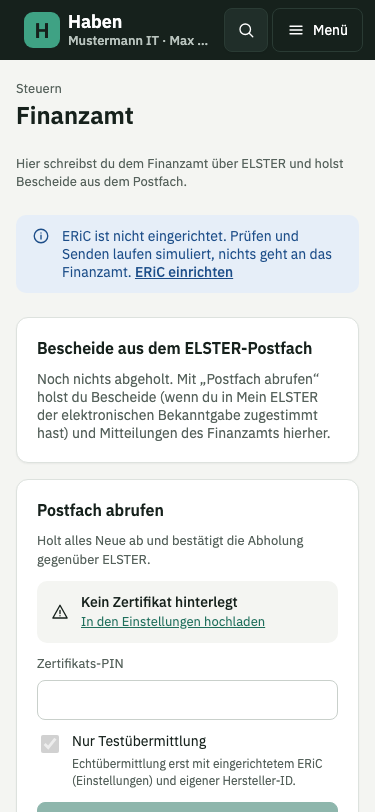 H
Haben
Mustermann IT · Max ...
Menü
Steuern
Finanzamt
Hier schreibst du dem Finanzamt über ELSTER und holst
Bescheide aus dem Postfach.
ERiC ist nicht eingerichtet. Prüfen und
Senden laufen simuliert, nichts geht an das
Finanzamt. ERiC einrichten
Bescheide aus dem ELSTER-Postfach
Noch nichts abgeholt. Mit „Postfach abrufen“
holst du Bescheide (wenn du in Mein ELSTER
der elektronischen Bekanntgabe zugestimmt
hast) und Mitteilungen des Finanzamts hierher.
Postfach abrufen
Holt alles Neue ab und bestätigt die Abholung
gegenüber ELSTER.
Kein Zertifikat hinterlegt
In den Einstellungen hochladen
Zertifikats-PIN
Nur Testübermittlung
Echtübermittlung erst mit eingerichtetem ERiC
(Einstellungen) und eigener Hersteller-ID.